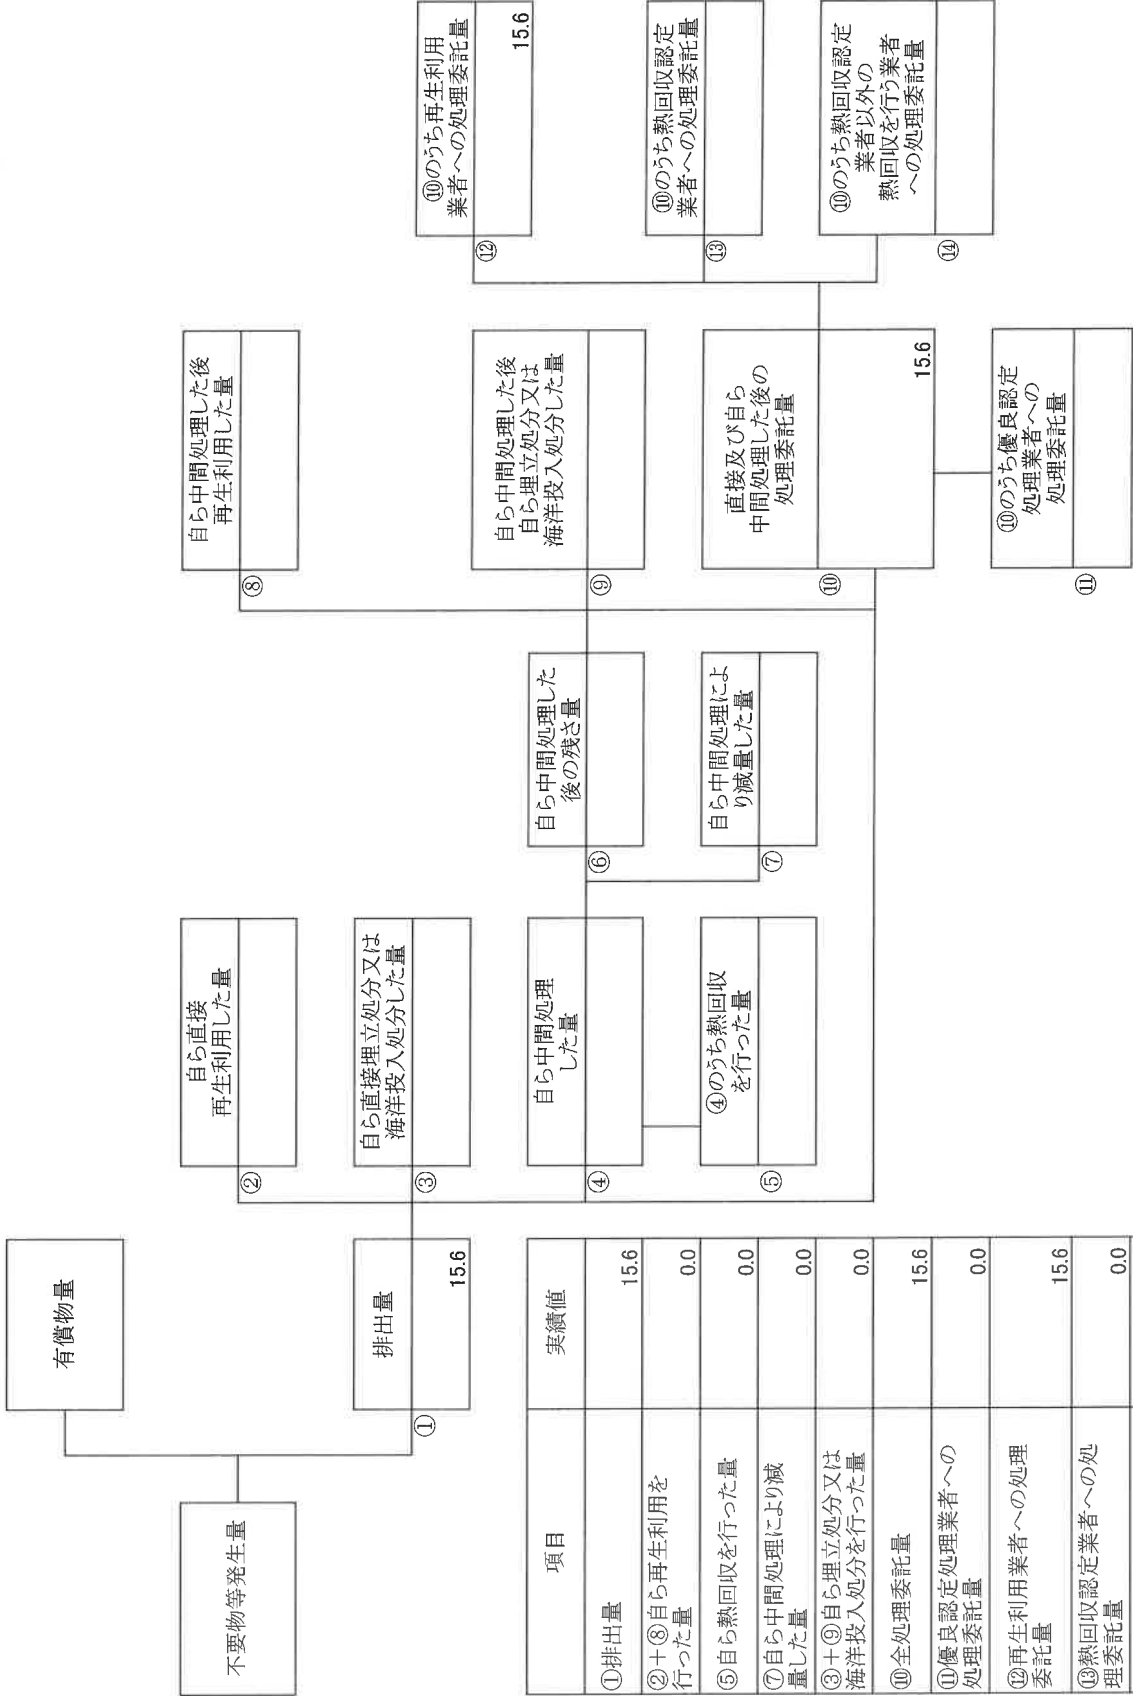 不要物等発生量
有償物量
排出量
①
15.6
自ら直接
再生利用した量
②
自ら直接埋立処分又は
海洋投入処分した量
③
自ら中間処理
した量
④
④のうち熱回収
を行った量
⑤
自ら中間処理した
後の残さ量
⑥
自ら中間処理によ
り減量した量
⑦
自ら中間処理した後
再生利用した量
⑧
自ら中間処理した後
自ら埋立処分又は
海洋投入処分した量
⑨
直接及び自ら
中間処理した後の
処理委託量
⑩
15.6
⑩のうち優良認定
処理業者への
処理委託量
⑪
⑩のうち再生利用
業者への処理委託量
⑫
15.6
⑩のうち熱回収認定
業者への処理委託量
⑬
⑩のうち熱回収認定
業者以外の
熱回収を行う業者
への処理委託量
⑭
項目 実績値
①排出量 15.6
②+⑧自ら再生利用を
行った量 0.0
⑤自ら熱回収を行った量 0.0
⑦自ら中間処理により減
量した量 0.0
③+⑨自ら埋立処分又は
海洋投入処分を行った量 0.0
⑩全処理委託量 15.6
⑪優良認定処理業者への
処理委託量 0.0
⑫再生利用業者への処理
委託量 15.6
⑬熱回収認定業者への処
理委託量 0.0